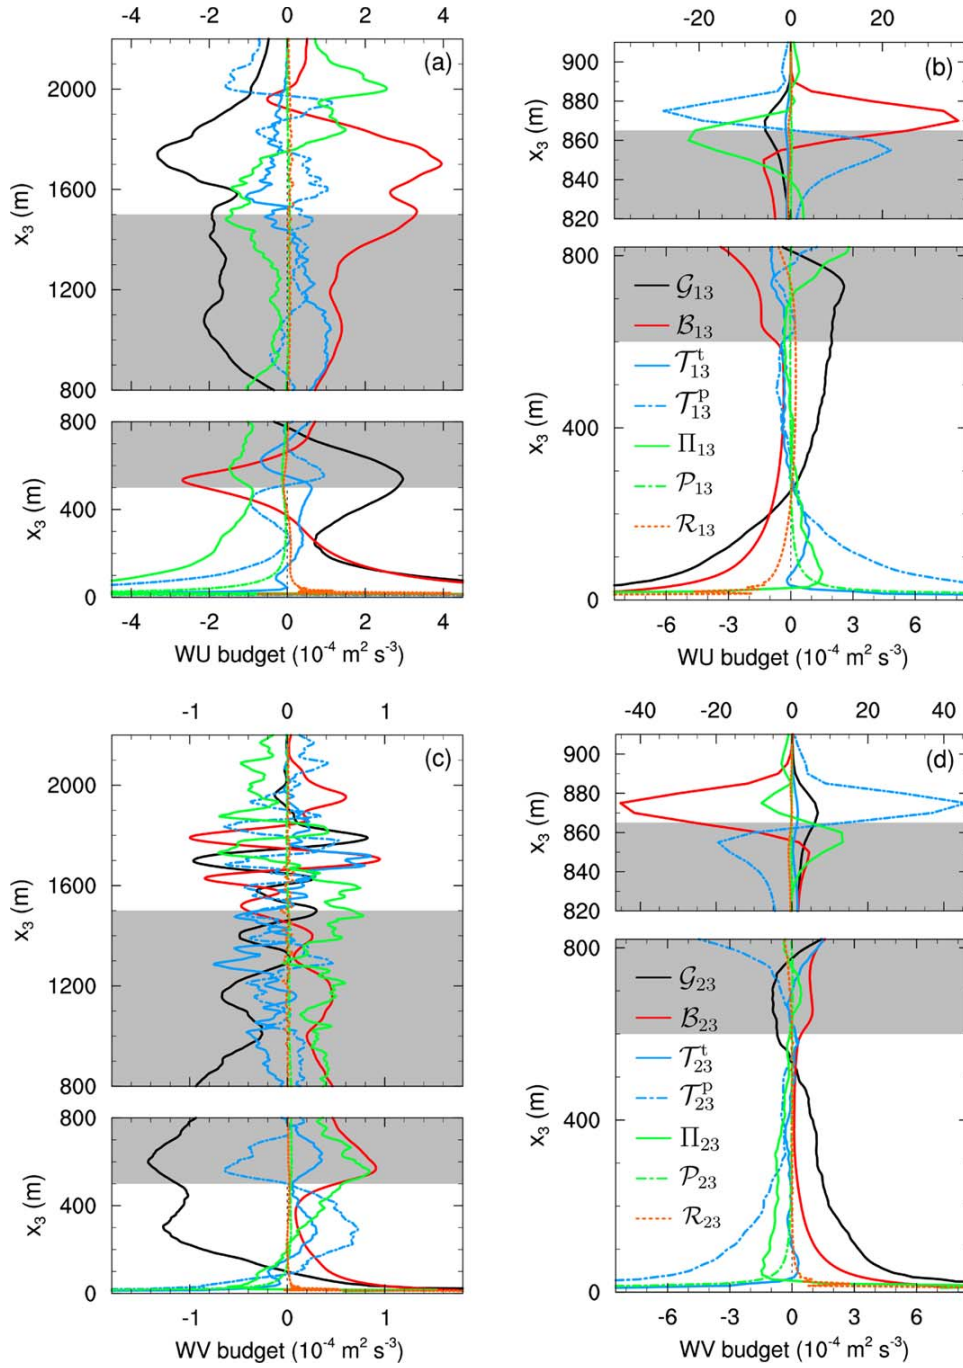 -4 -2 0 2 4
(a)
2000
1600
1200
800
x₃ (m)
800
400
0
x₃ (m)
-4 -2 0 2 4
WU budget (10⁻⁴ m² s⁻³)
-20 0 20
(b)
900
880
860
840
820
x₃ (m)
800
400
0
x₃ (m)
𝒢₁₃
ℬ₁₃
𝒯ᵗ₁₃
𝒯ᵖ₁₃
Π₁₃
𝒫₁₃
ℛ₁₃
-6 -3 0 3 6
WU budget (10⁻⁴ m² s⁻³)
-1 0 1
(c)
2000
1600
1200
800
x₃ (m)
800
400
0
x₃ (m)
-1 0 1
WV budget (10⁻⁴ m² s⁻³)
-40 -20 0 20 40
(d)
900
880
860
840
820
x₃ (m)
800
400
0
x₃ (m)
𝒢₂₃
ℬ₂₃
𝒯ᵗ₂₃
𝒯ᵖ₂₃
Π₂₃
𝒫₂₃
ℛ₂₃
-6 -3 0 3 6
WV budget (10⁻⁴ m² s⁻³)